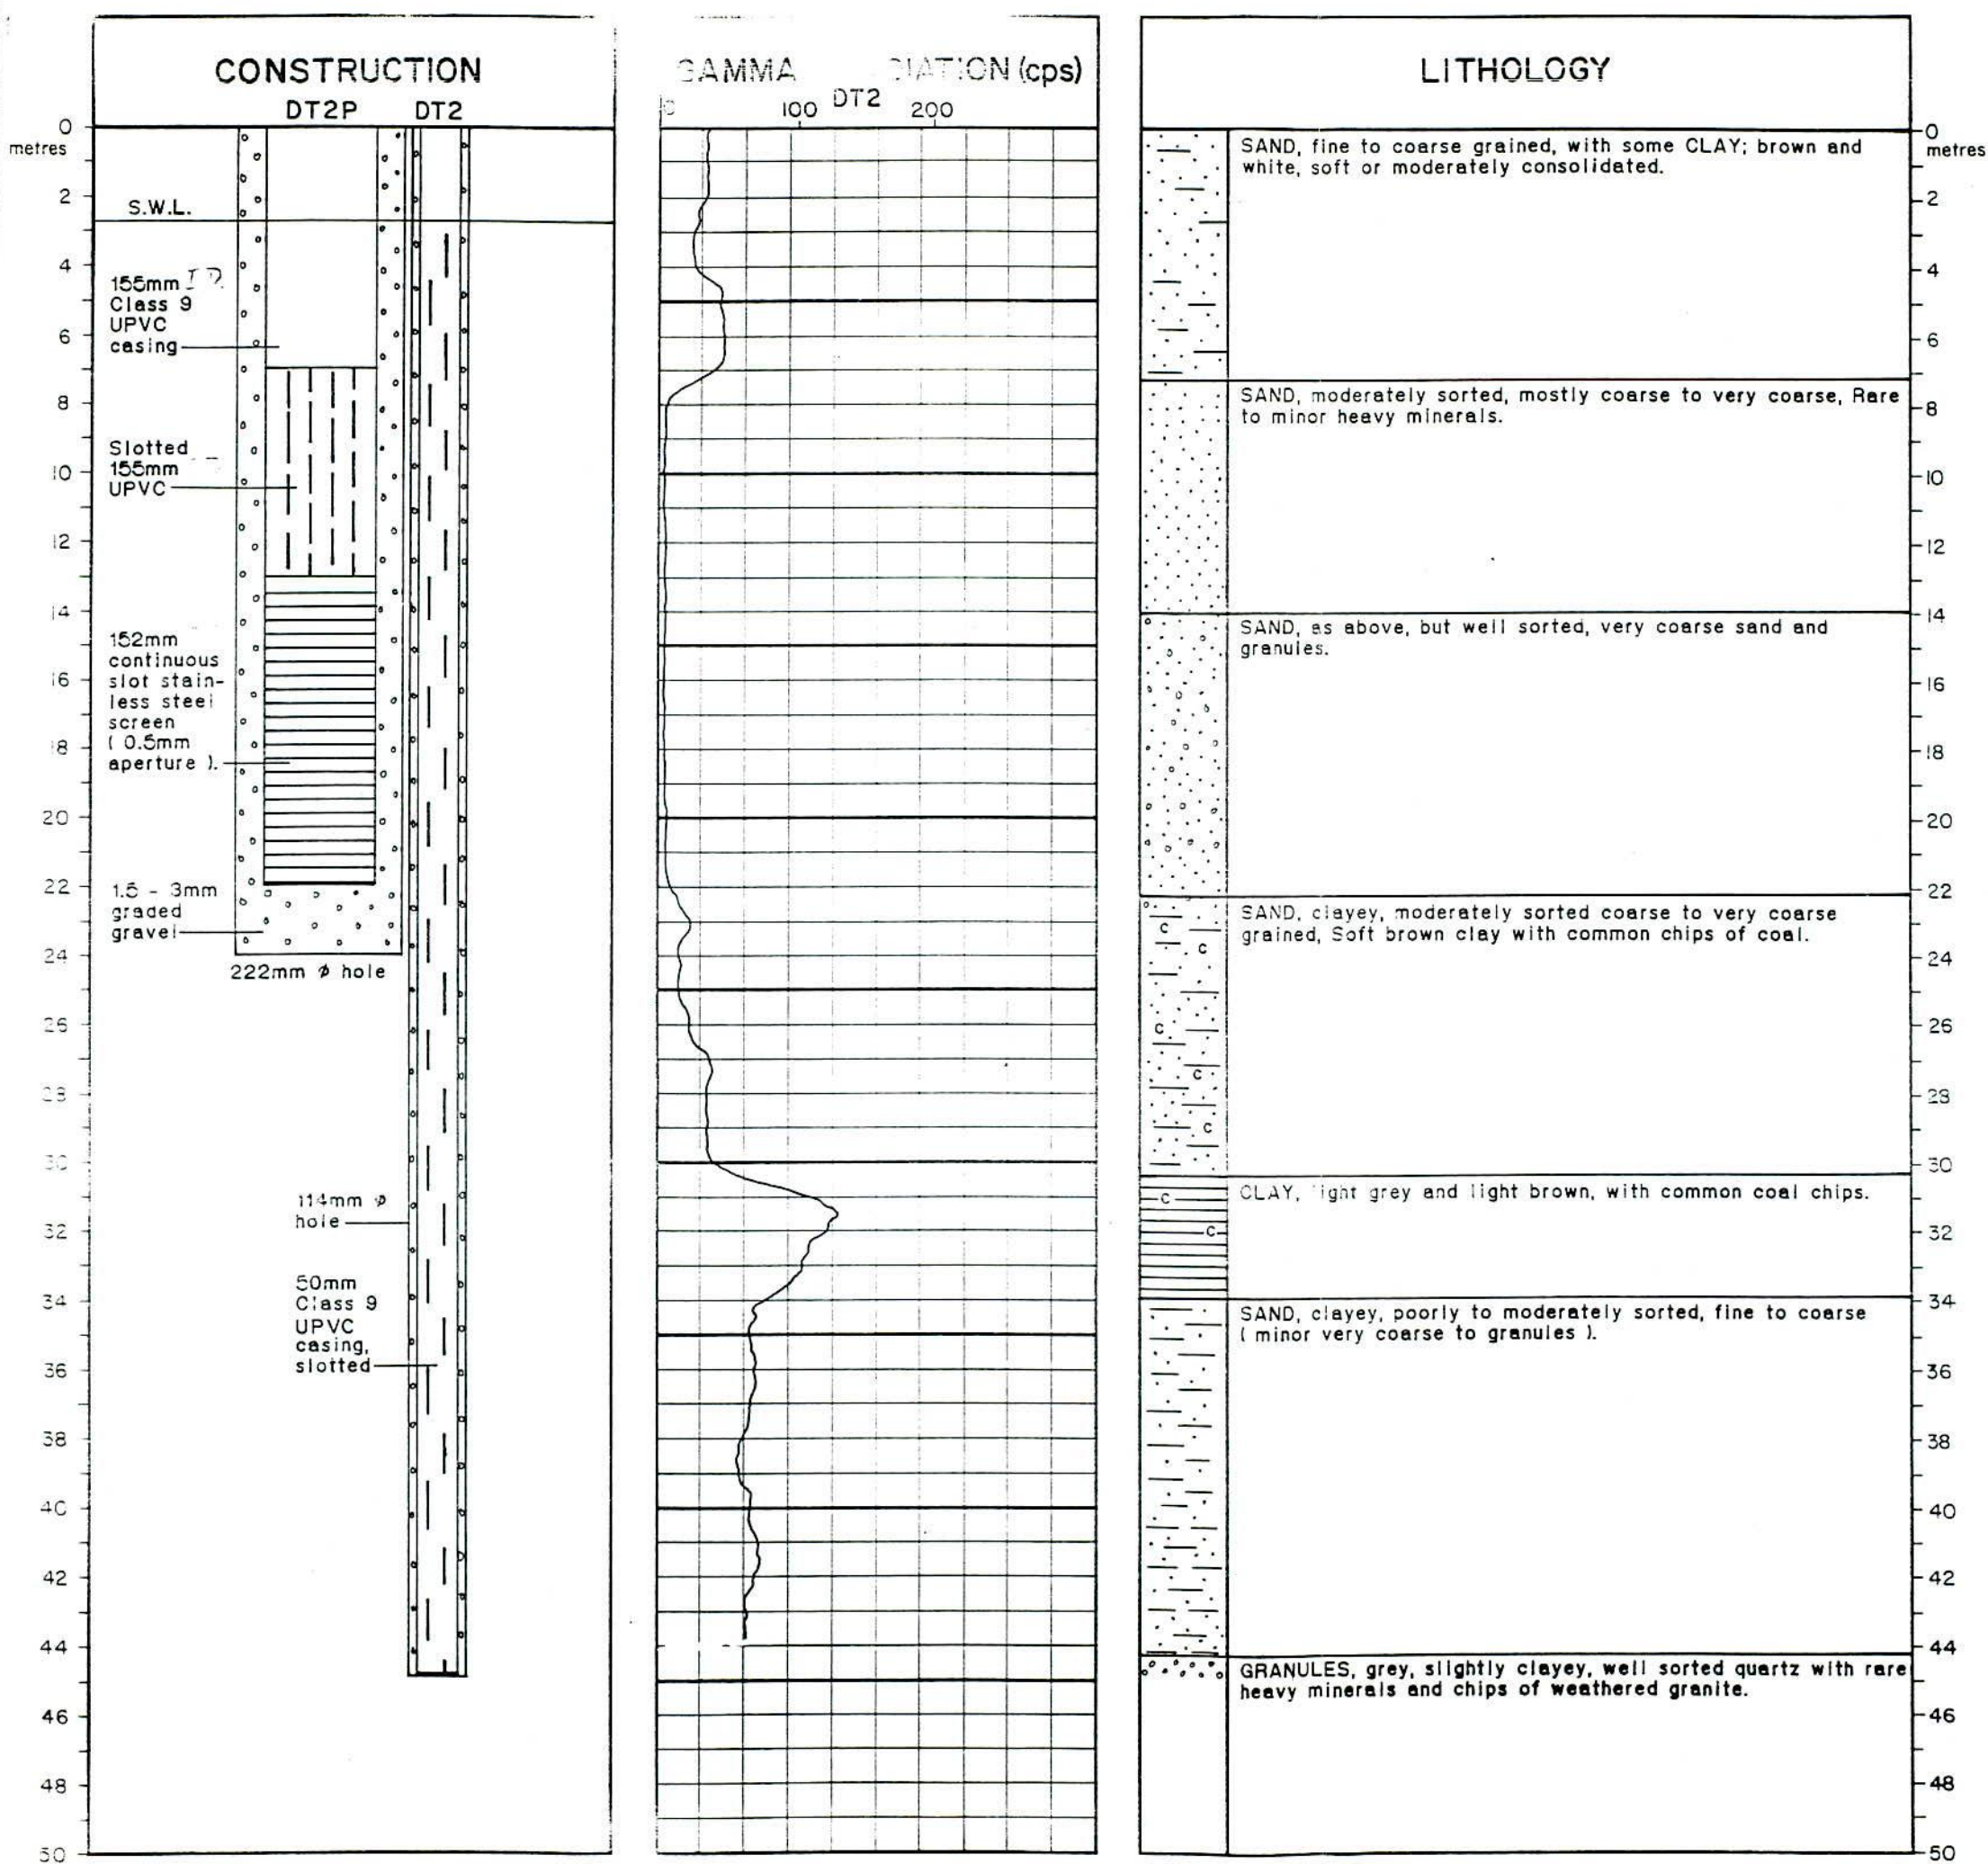 CONSTRUCTION
DT2P DT2
0
metres
2
S.W.L.
4
155mm I.D.
Class 9
UPVC
casing
6
8
Slotted
155mm
UPVC
10
12
14
152mm
continuous
slot stain-
less steel
screen
( 0.5mm
aperture ).
16
18
20
22
1.5 - 3mm
graded
gravel
24
222mm ø hole
26
28
30
114mm ø
hole
32
50mm
Class 9
UPVC
casing,
slotted
34
36
38
40
42
44
46
48
50
GAMMA (cps)
0 100 DT2 200
LITHOLOGY
0
metres
SAND, fine to coarse grained, with some CLAY; brown and
white, soft or moderately consolidated.
2
4
6
SAND, moderately sorted, mostly coarse to very coarse, Rare
to minor heavy minerals.
8
10
12
14
SAND, as above, but well sorted, very coarse sand and
granules.
16
18
20
22
SAND, clayey, moderately sorted coarse to very coarse
grained, Soft brown clay with common chips of coal.
C
C
24
26
C
C
28
C
30
CLAY, light grey and light brown, with common coal chips.
C
C
32
34
SAND, clayey, poorly to moderately sorted, fine to coarse
( minor very coarse to granules ).
36
38
40
42
44
GRANULES, grey, slightly clayey, well sorted quartz with rare
heavy minerals and chips of weathered granite.
46
48
50